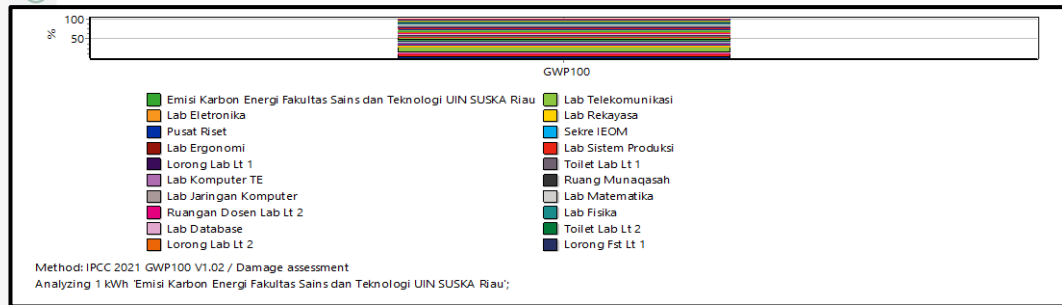 100
50
%
GWP100
Emisi Karbon Energi Fakultas Sains dan Teknologi UIN SUSKA Riau
Lab Eletronika
Pusat Riset
Lab Ergonomi
Lorong Lab Lt 1
Lab Komputer TE
Lab Jaringan Komputer
Ruangan Dosen Lab Lt 2
Lab Database
Lorong Lab Lt 2
Lab Telekomunikasi
Lab Rekayasa
Sekre IEOM
Lab Sistem Produksi
Toilet Lab Lt 1
Ruang Munaqasah
Lab Matematika
Lab Fisika
Toilet Lab Lt 2
Lorong Fst Lt 1
Method: IPCC 2021 GWP100 V1.02 / Damage assessment
Analyzing 1 kWh 'Emisi Karbon Energi Fakultas Sains dan Teknologi UIN SUSKA Riau';